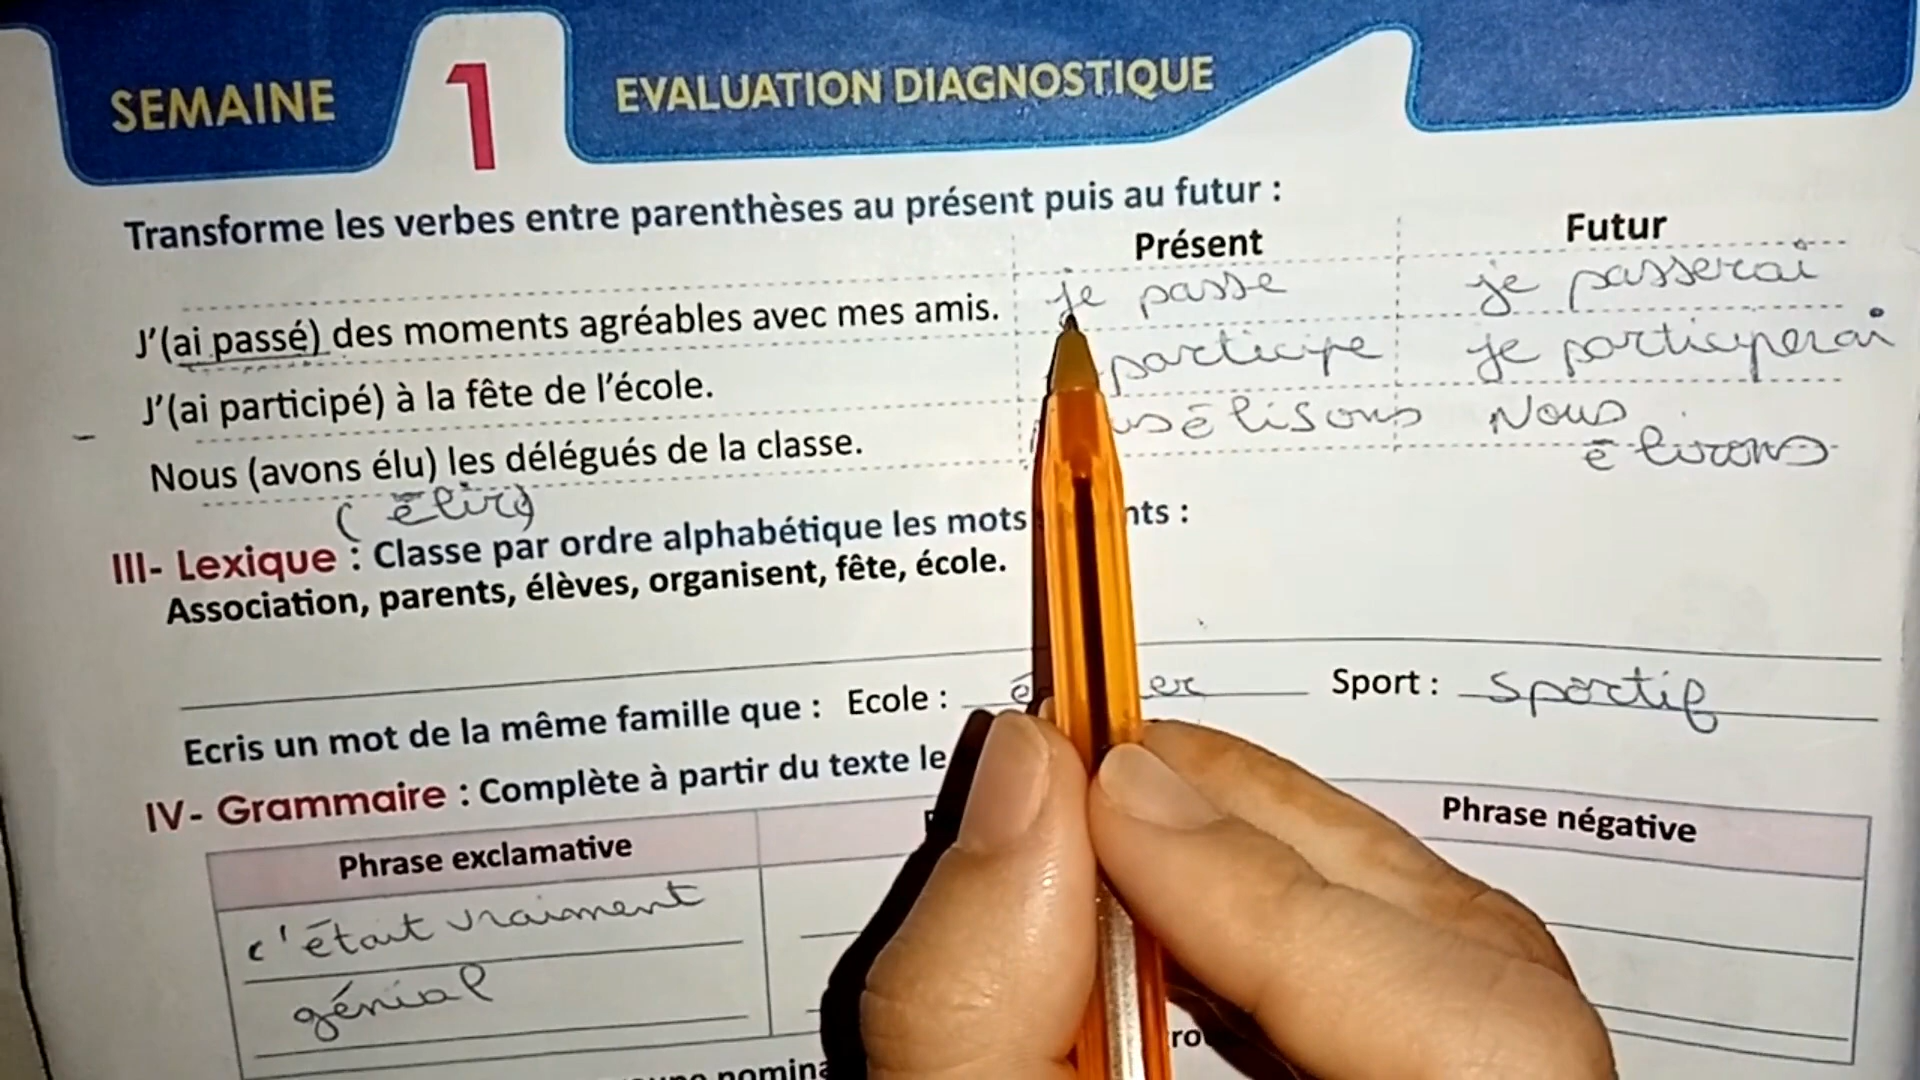 SEMAINE 1 EVALUATION DIAGNOSTIQUE
Transforme les verbes entre parenthèses au présent puis au futur :
Présent Futur
J'(ai passé) des moments agréables avec mes amis. je passe je passerai
J'(ai participé) à la fête de l'école. participe je participerai
Nous (avons élu) les délégués de la classe. élisons Nous
élirons
(élire)
III- Lexique : Classe par ordre alphabétique les mots :
Association, parents, élèves, organisent, fête, école.
Ecris un mot de la même famille que : Ecole : Sport : sportif
IV- Grammaire : Complète à partir du texte le
Phrase exclamative Phrase négative
c'était vraiment
génial